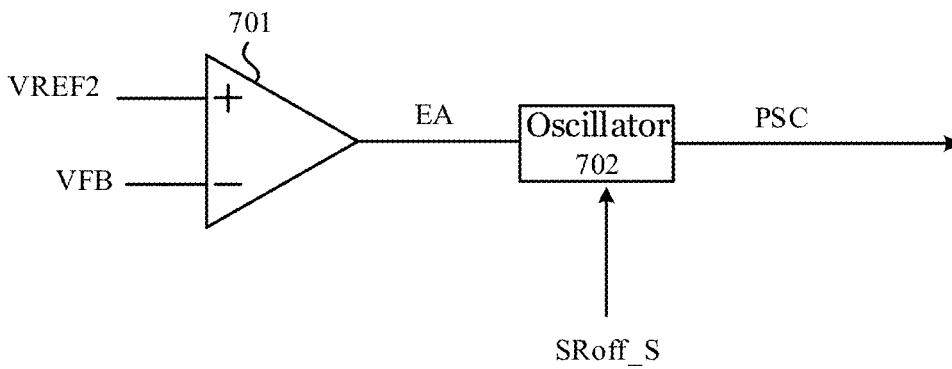 701
VREF2
+
EA
Oscillator
702
PSC
VFB
−
SRoff_S